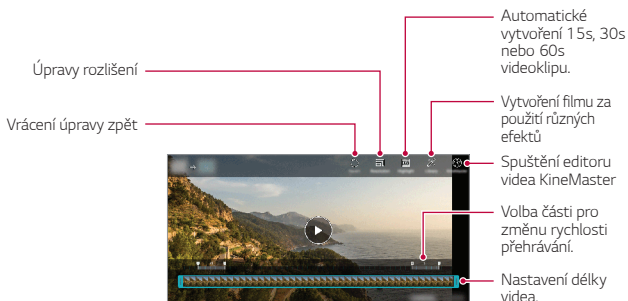 Automatické
vytvoření 15s, 30s
nebo 60s
videoklipu.
Úpravy rozlišení
Vytvoření filmu za
použití různých
efektů
Vrácení úpravy zpět
Spuštění editoru
videa KineMaster
Volba části pro
změnu rychlosti
přehrávání.
Nastavení délky
videa.